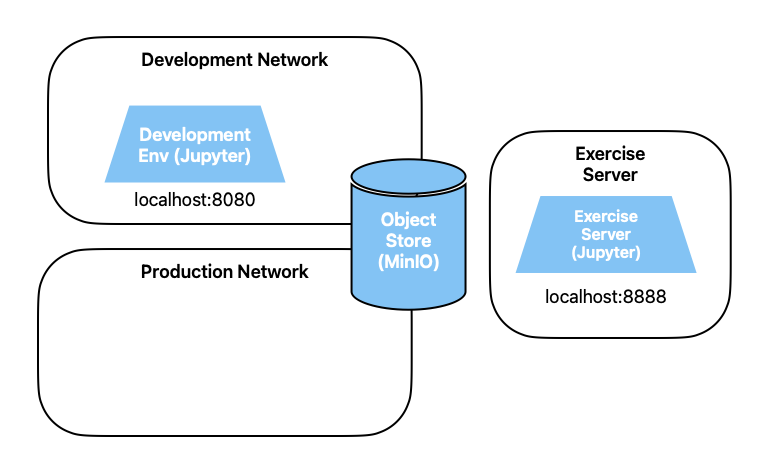 Development Network
Development
Env (Jupyter)
localhost:8080
Object
Store
(MinIO)
Production Network
Exercise
Server
Exercise
Server
(Jupyter)
localhost:8888